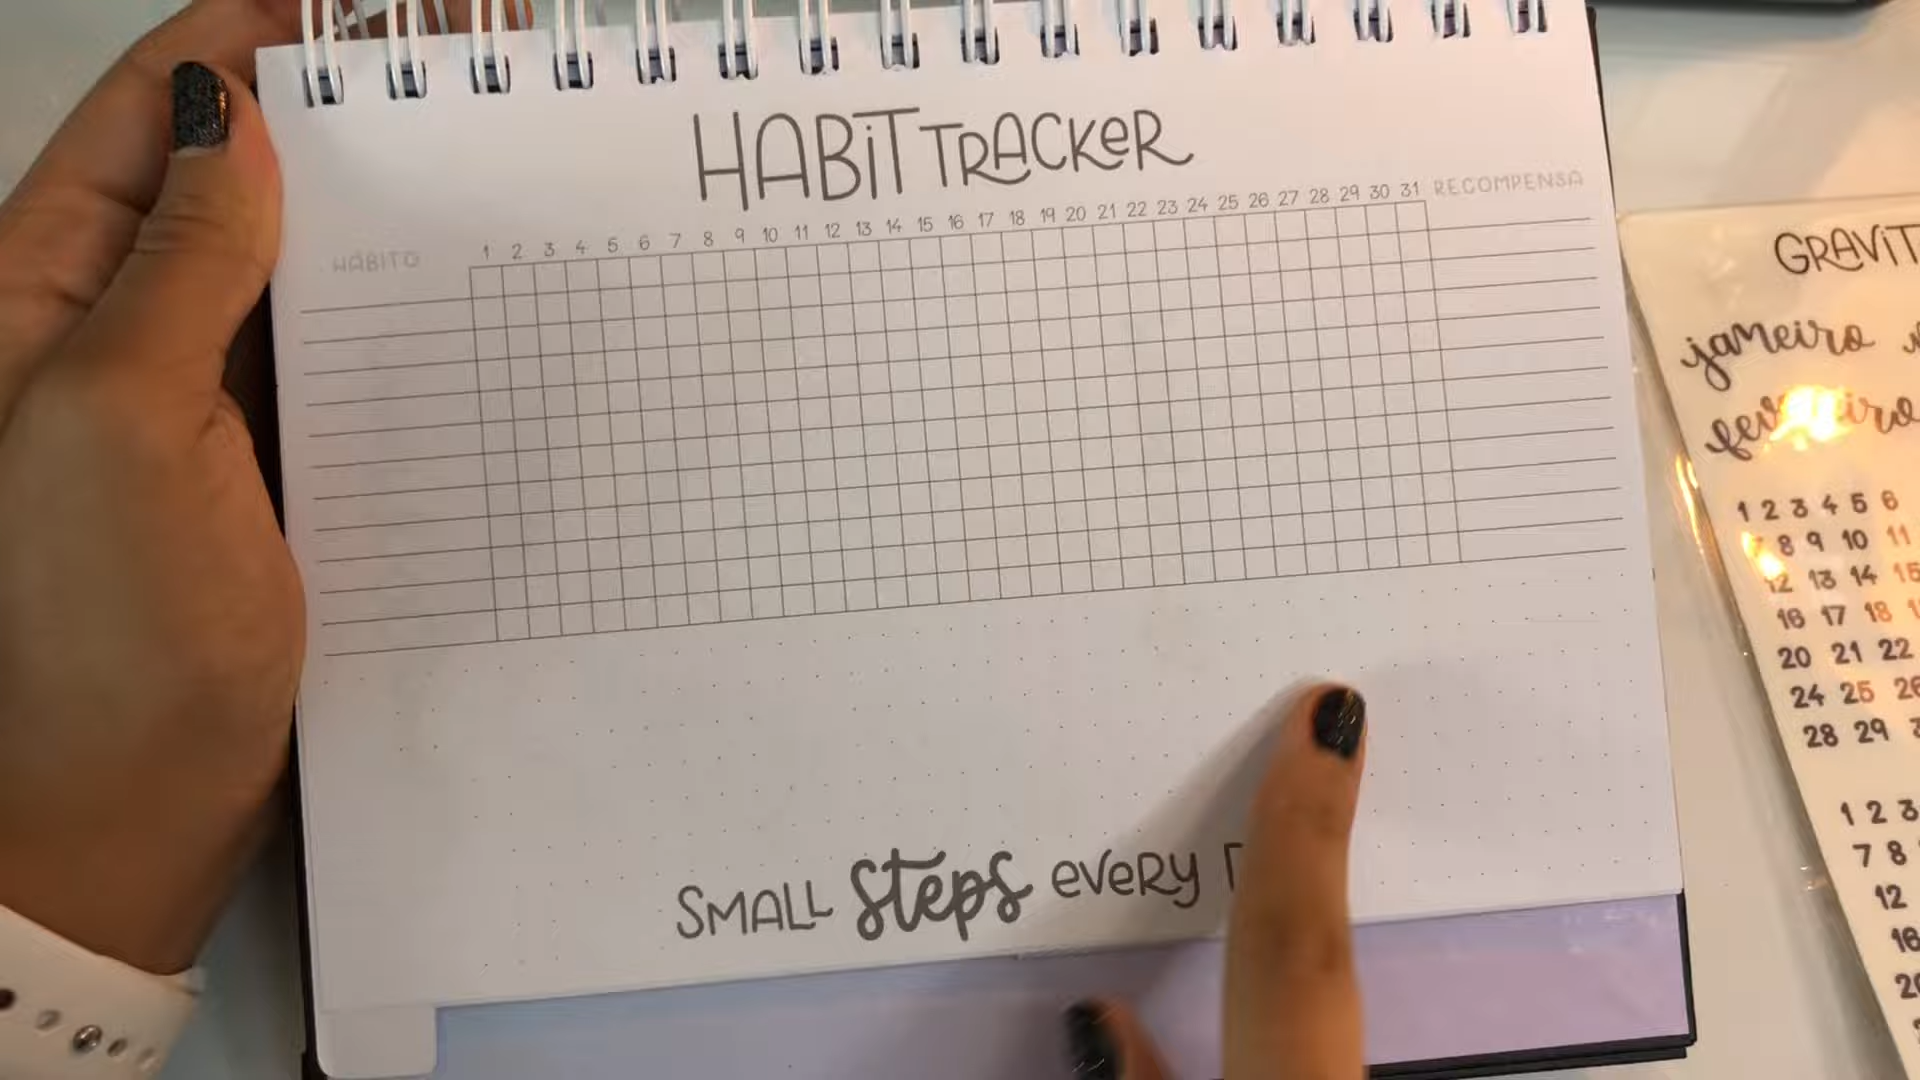 HABIT TRACKER
HÁBITO 1 2 3 4 5 6 7 8 9 10 11 12 13 14 15 16 17 18 19 20 21 22 23 24 25 26 27 28 29 30 31 RECOMPENSA
SMALL steps every
GRAVIT
janeiro
fevereiro
1 2 3 4 5 6
8 9 10 11
12 13 14 15
16 17 18
20 21 22
24 25 26
28 29
1 2 3
7 8
12
16